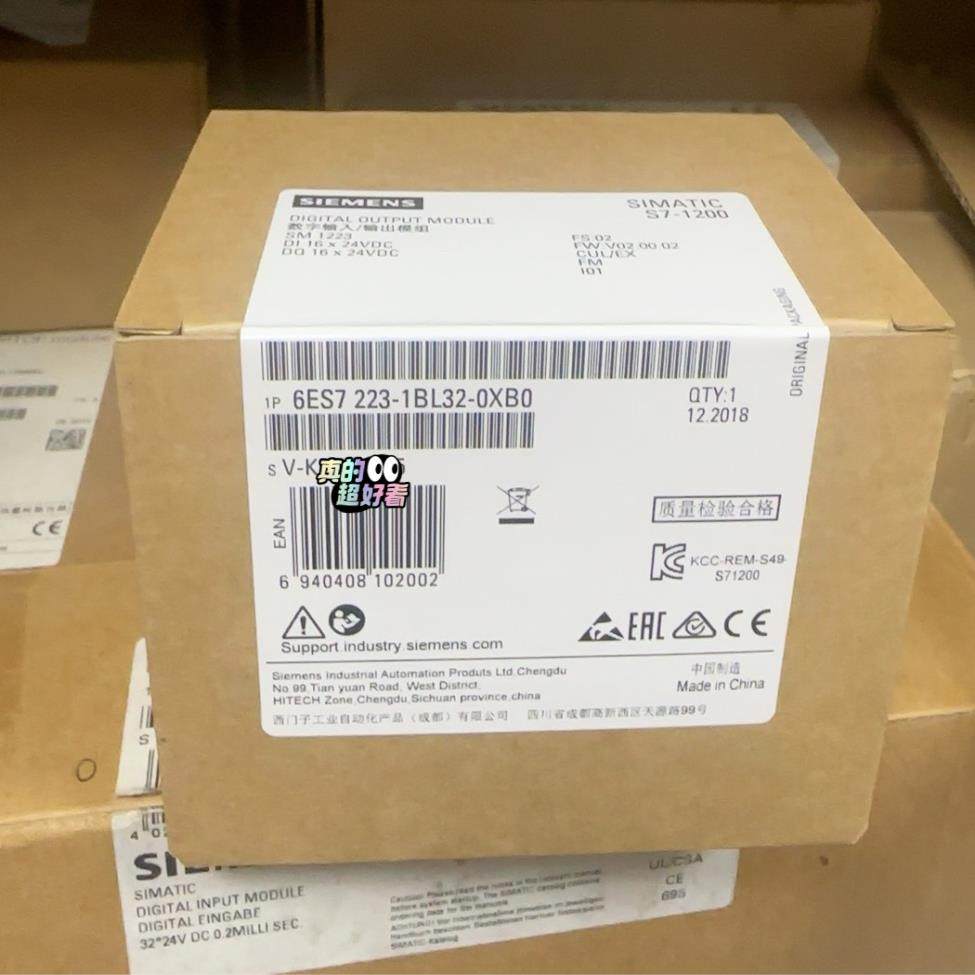 SIEMENS
SIMATIC
S7-1200
DIGITAL OUTPUT MODULE
数字输入/输出模组
SM 1223
DI 16 x 24VDC
DQ 16 x 24VDC
FS:02
FW:V02.00.02
CUL/EX
FM
I01
ORIGINAL PACKAGING
1P 6ES7 223-1BL32-0XB0
QTY:1
12.2018
S V-K
真的
超好看
EAN
6 940408 102002
质量检验合格
KC
KCC-REM-S49-
S71200
EAC
CE
Support.industry.siemens.com
Siemens Industrial Automation Produts Ltd.Chengdu
No 99,Tian yuan Road, West District,
HITECH Zone,Chengdu,Sichuan province,china
中国制造
Made in China
西门子工业自动化产品（成都）有限公司 四川省成都高新西区天源路99号
CE
S
SIMATIC
DIGITAL INPUT MODULE
DIGITAL EINGABE
32*24V DC 0.2MILLI SEC.
UL/CSA
CE
695